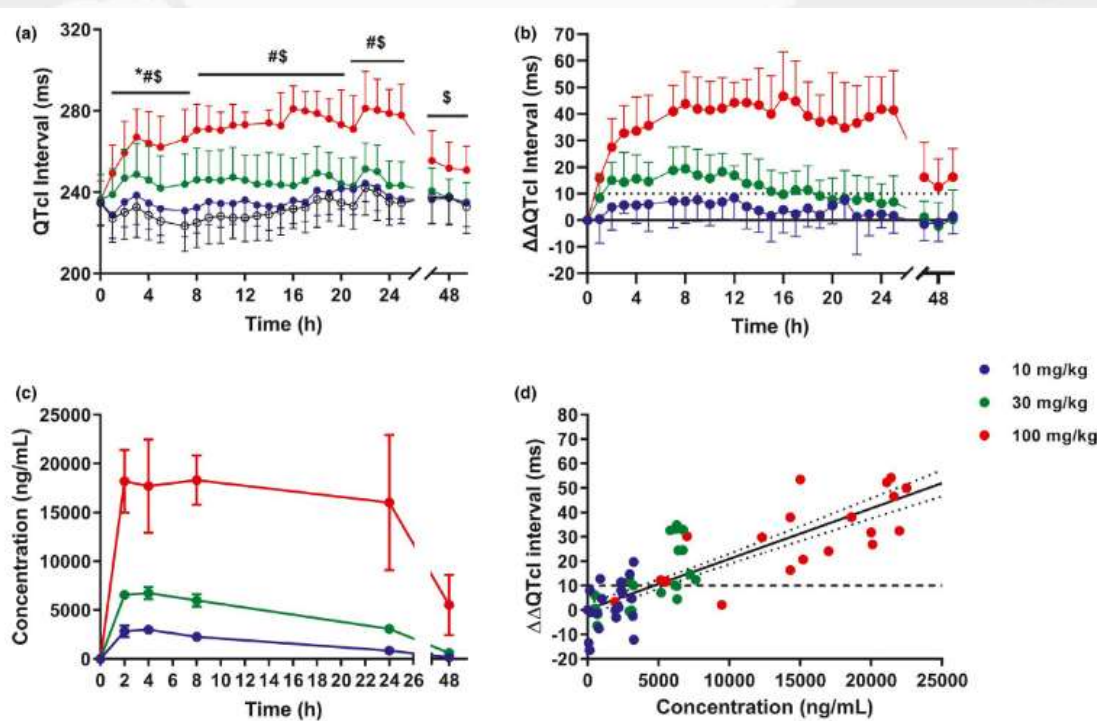 (a)
320
280
240
200
QTcI Interval (ms)
*#$
#$
#$
$
0 4 8 12 16 20 24 48
Time (h)
(b)
70
60
50
40
30
20
10
0
-10
-20
ΔΔQTcI Interval (ms)
0 4 8 12 16 20 24 48
Time (h)
(c)
25000
20000
15000
10000
5000
0
Concentration (ng/mL)
0 2 4 6 8 10 12 14 16 18 20 22 24 26 48
Time (h)
(d)
80
70
60
50
40
30
20
10
0
-10
-20
ΔΔQTcI interval (ms)
0 5000 10000 15000 20000 25000
Concentration (ng/mL)
10 mg/kg
30 mg/kg
100 mg/kg